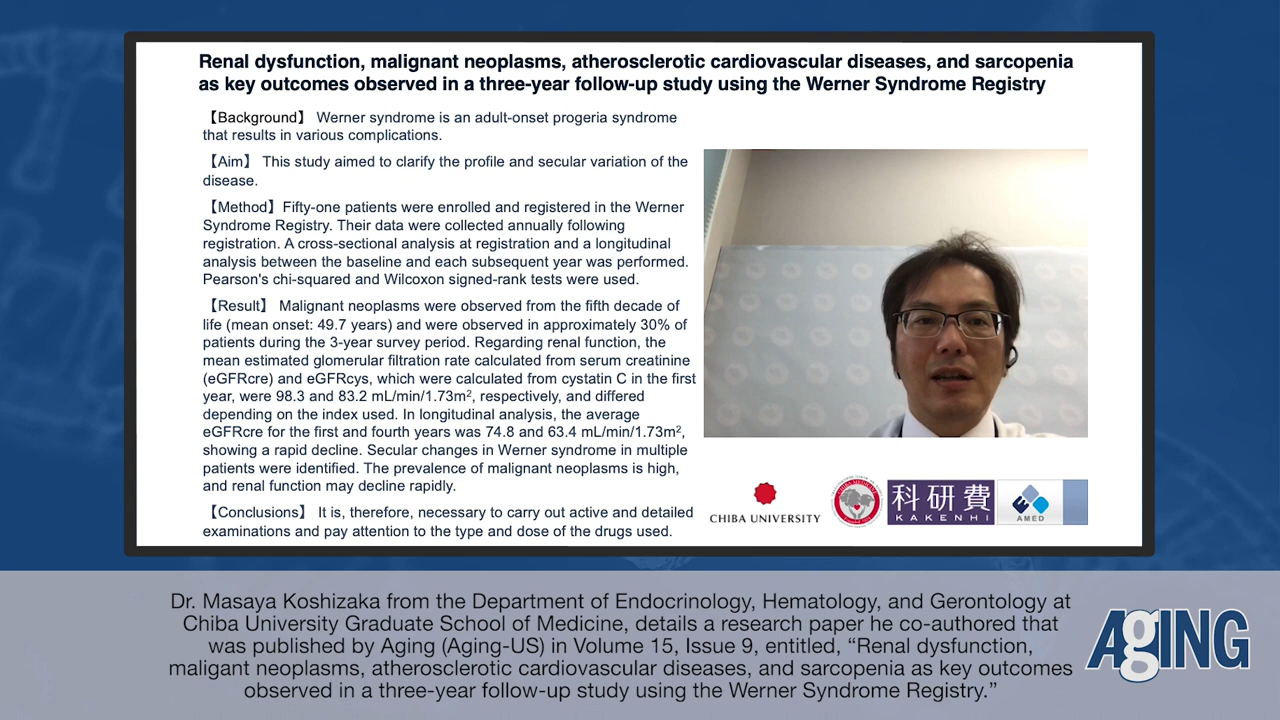 Renal dysfunction, malignant neoplasms, atherosclerotic cardiovascular diseases, and sarcopenia
as key outcomes observed in a three-year follow-up study using the Werner Syndrome Registry
【Background】 Werner syndrome is an adult-onset progeria syndrome
that results in various complications.
【Aim】 This study aimed to clarify the profile and secular variation of the
disease.
【Method】Fifty-one patients were enrolled and registered in the Werner
Syndrome Registry. Their data were collected annually following
registration. A cross-sectional analysis at registration and a longitudinal
analysis between the baseline and each subsequent year was performed.
Pearson's chi-squared and Wilcoxon signed-rank tests were used.
【Result】 Malignant neoplasms were observed from the fifth decade of
life (mean onset: 49.7 years) and were observed in approximately 30% of
patients during the 3-year survey period. Regarding renal function, the
mean estimated glomerular filtration rate calculated from serum creatinine
(eGFRcre) and eGFRcys, which were calculated from cystatin C in the first
year, were 98.3 and 83.2 mL/min/1.73m², respectively, and differed
depending on the index used. In longitudinal analysis, the average
eGFRcre for the first and fourth years was 74.8 and 63.4 mL/min/1.73m²,
showing a rapid decline. Secular changes in Werner syndrome in multiple
patients were identified. The prevalence of malignant neoplasms is high,
and renal function may decline rapidly.
【Conclusions】 It is, therefore, necessary to carry out active and detailed
examinations and pay attention to the type and dose of the drugs used.
CHIBA UNIVERSITY
科研費
KAKENHI
AMED
Dr. Masaya Koshizaka from the Department of Endocrinology, Hematology, and Gerontology at
Chiba University Graduate School of Medicine, details a research paper he co-authored that
was published by Aging (Aging-US) in Volume 15, Issue 9, entitled, “Renal dysfunction,
maligant neoplasms, atherosclerotic cardiovascular diseases, and sarcopenia as key outcomes
observed in a three-year follow-up study using the Werner Syndrome Registry.”
AgING